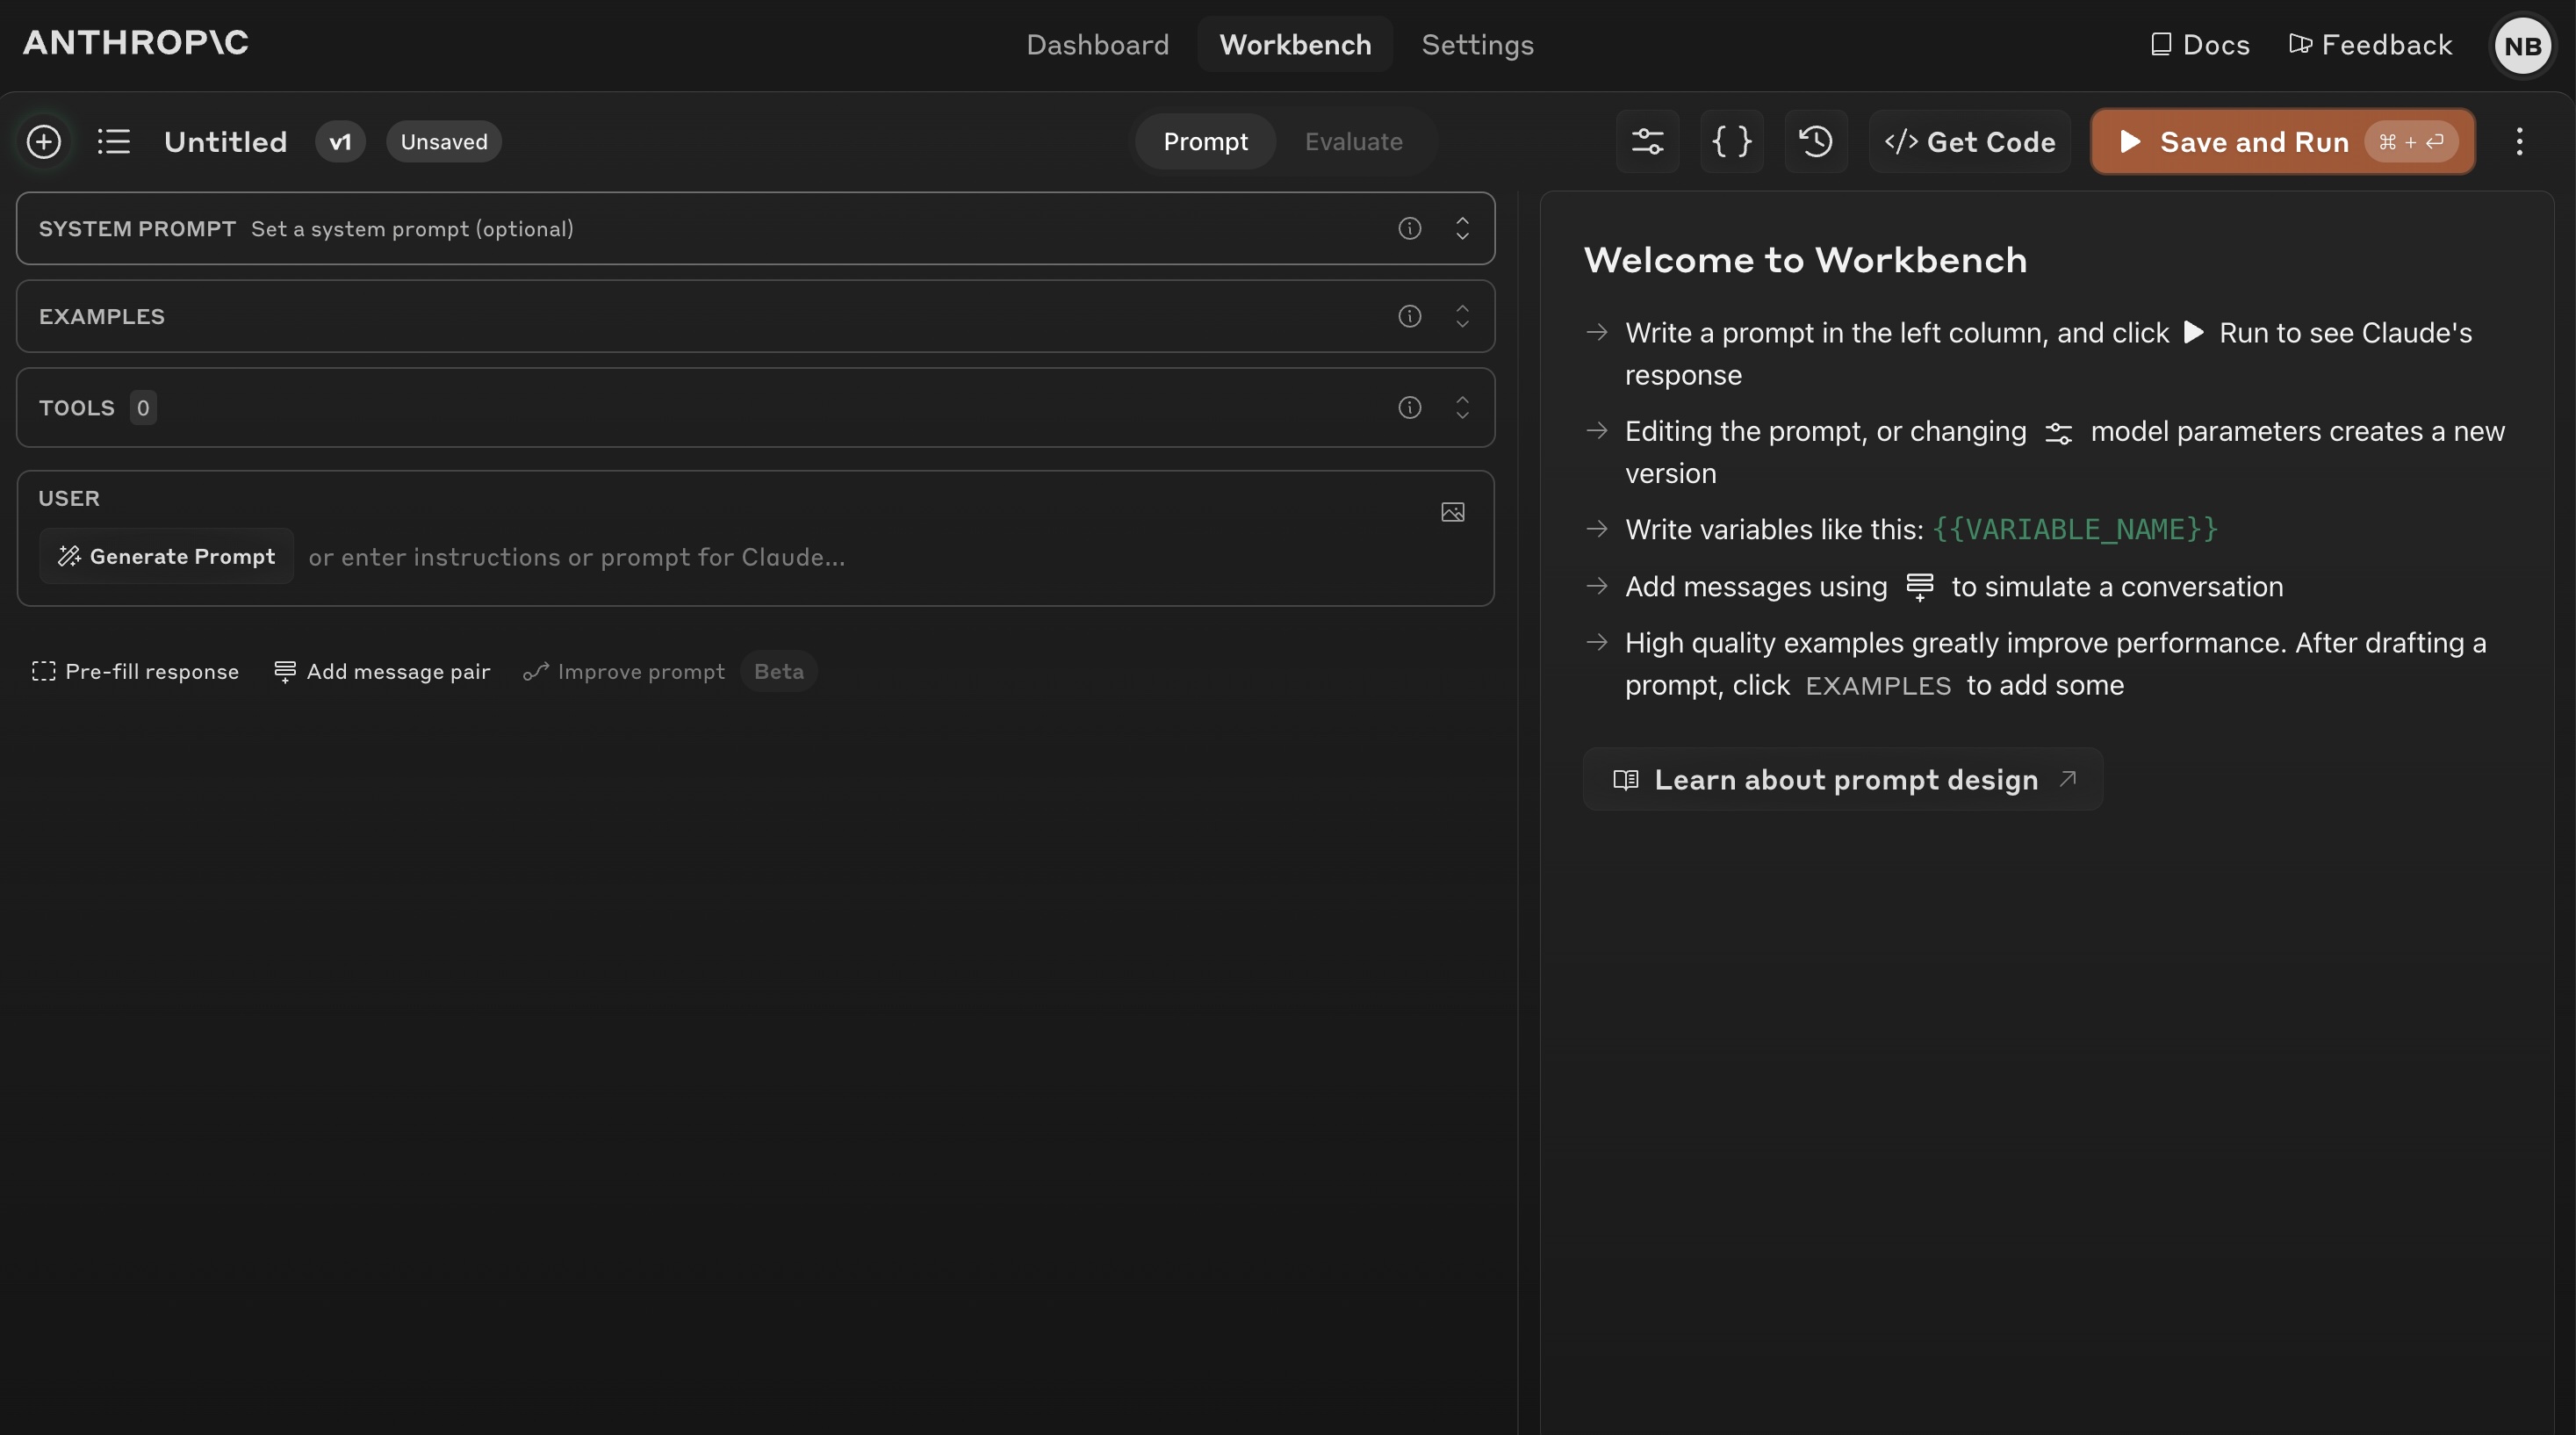 ANTHROP\C
Dashboard Workbench Settings
Docs Feedback NB
Untitled v1 Unsaved
Prompt Evaluate
{ } </> Get Code Save and Run ⌘ + ⏎
SYSTEM PROMPT Set a system prompt (optional)
EXAMPLES
TOOLS 0
USER
Generate Prompt or enter instructions or prompt for Claude...
Pre-fill response Add message pair Improve prompt Beta
Welcome to Workbench
→ Write a prompt in the left column, and click ▶ Run to see Claude's
response
→ Editing the prompt, or changing model parameters creates a new
version
→ Write variables like this: {{VARIABLE_NAME}}
→ Add messages using to simulate a conversation
→ High quality examples greatly improve performance. After drafting a
prompt, click EXAMPLES to add some
Learn about prompt design ↗